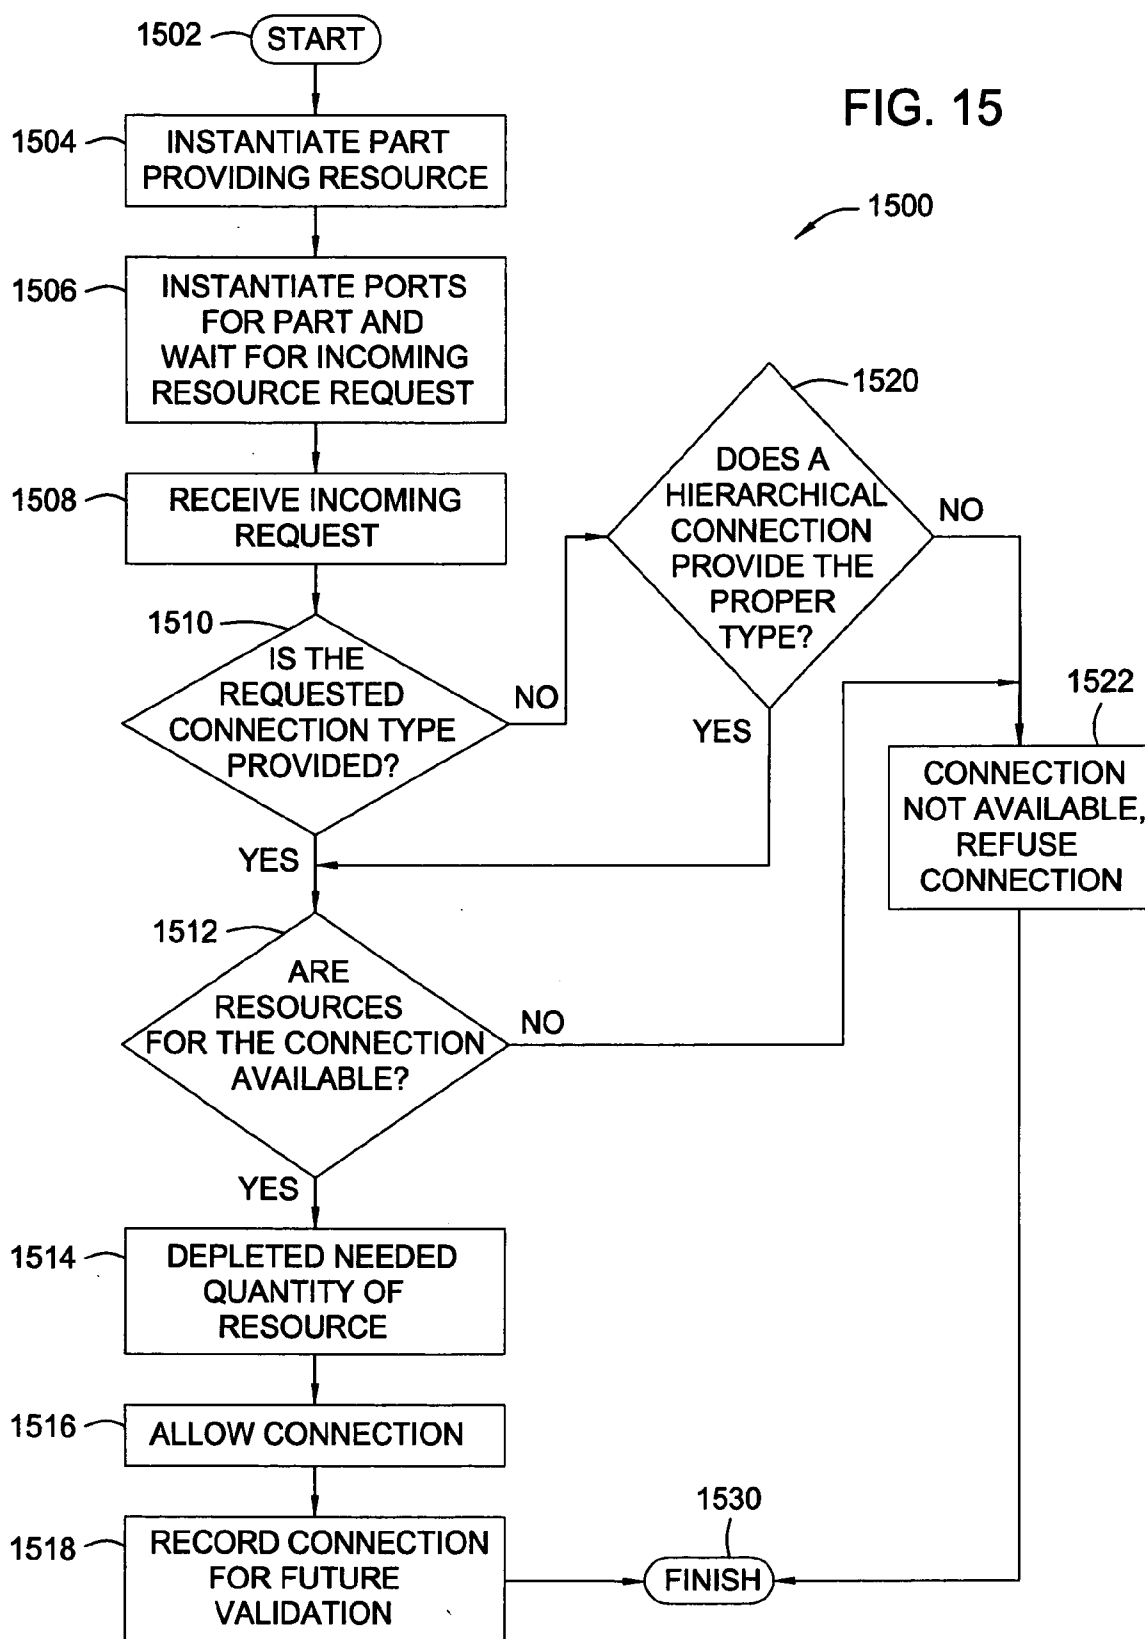 1502
START
FIG. 15
1504
INSTANTIATE PART
PROVIDING RESOURCE
1500
1506
INSTANTIATE PORTS
FOR PART AND
WAIT FOR INCOMING
RESOURCE REQUEST
1508
RECEIVE INCOMING
REQUEST
1520
DOES A
HIERARCHICAL
CONNECTION
PROVIDE THE
PROPER
TYPE?
NO
YES
1510
IS THE
REQUESTED
CONNECTION TYPE
PROVIDED?
NO
YES
1522
CONNECTION
NOT AVAILABLE,
REFUSE
CONNECTION
1512
ARE
RESOURCES
FOR THE CONNECTION
AVAILABLE?
NO
YES
1514
DEPLETED NEEDED
QUANTITY OF
RESOURCE
1516
ALLOW CONNECTION
1518
RECORD CONNECTION
FOR FUTURE
VALIDATION
1530
FINISH